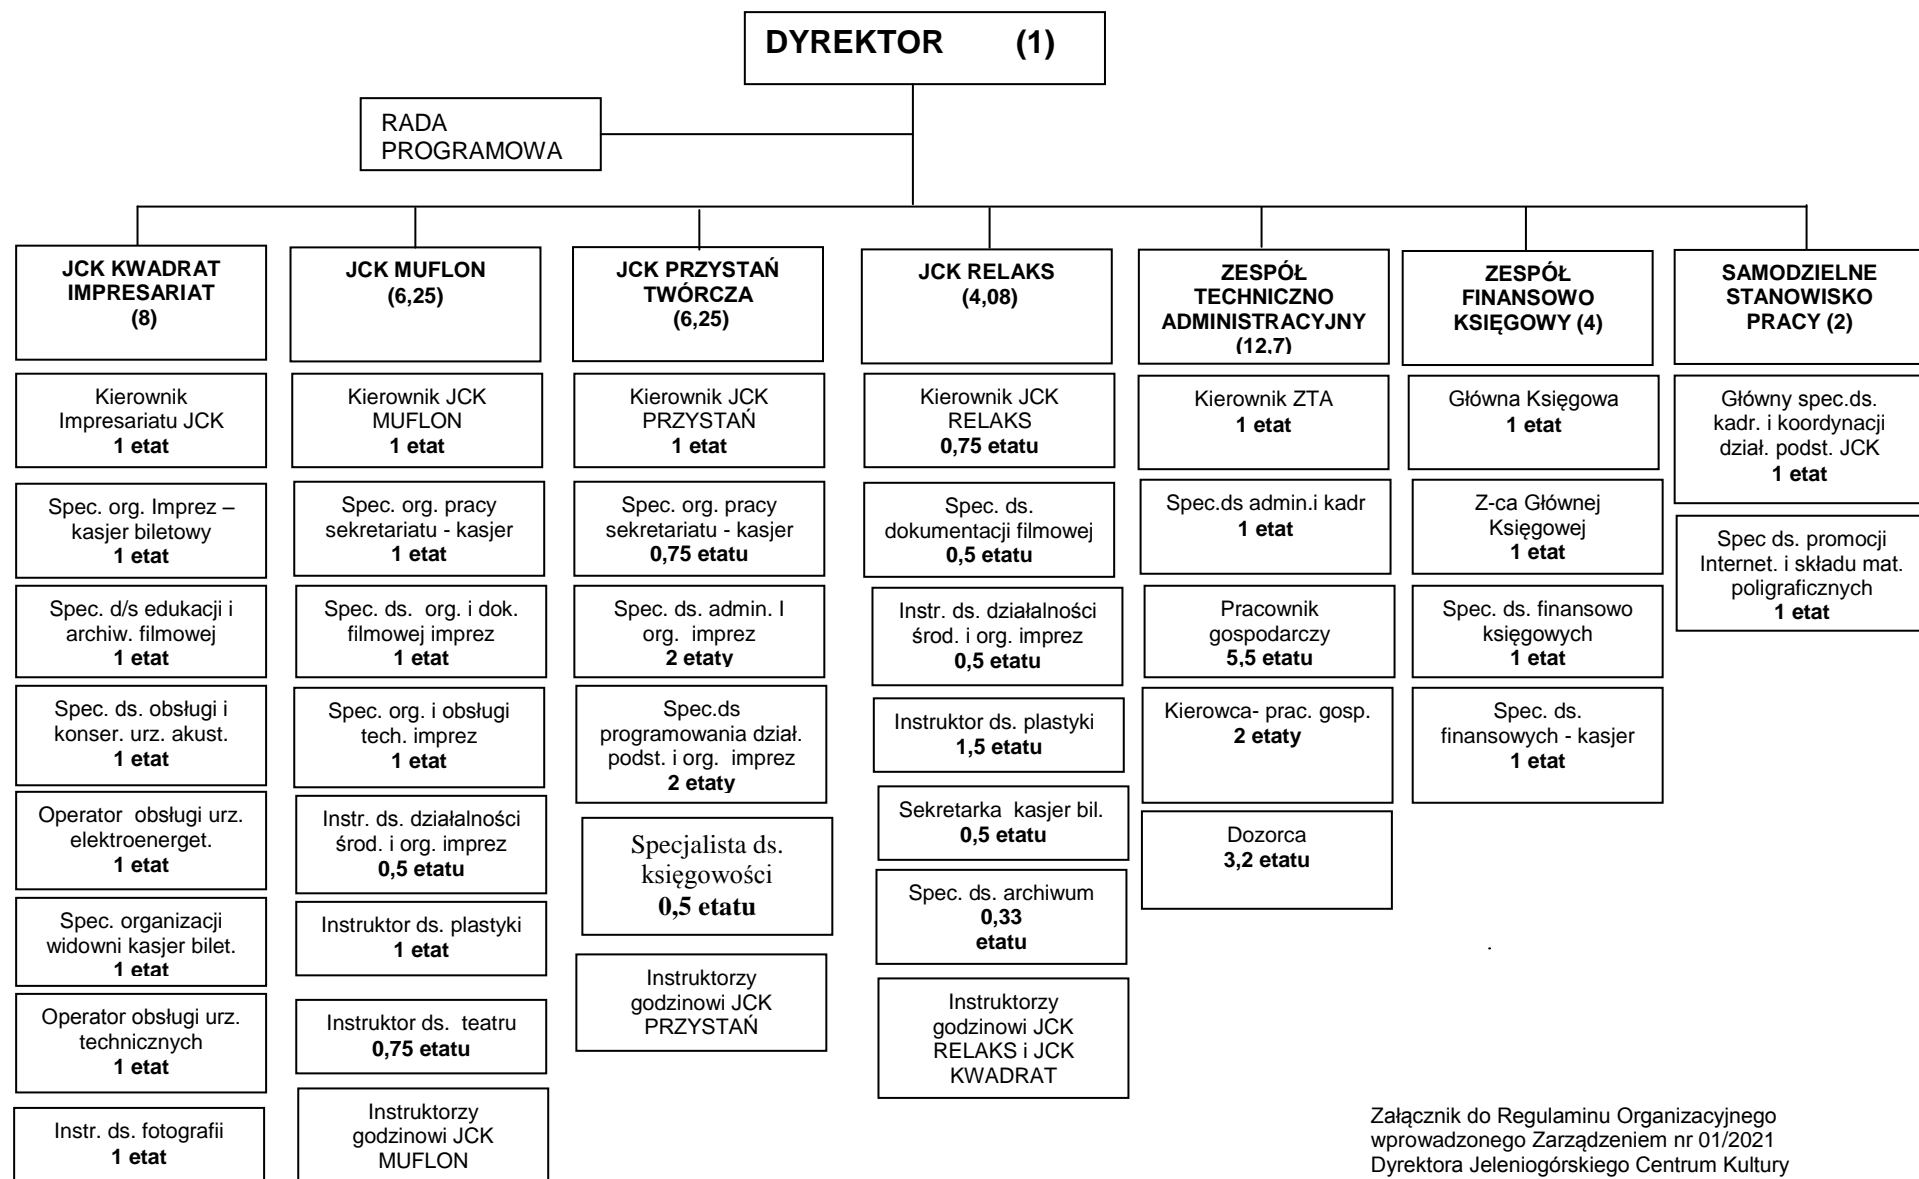 DYREKTOR (1)
RADA
PROGRAMOWA
JCK KWADRAT
IMPRESARIAT
(8)
Kierownik
Impresariatu JCK
1 etat
Spec. org. Imprez –
kasjer biletowy
1 etat
Spec. d/s edukacji i
archiw. filmowej
1 etat
Spec. ds. obsługi i
konser. urz. akust.
1 etat
Operator obsługi urz.
elektroenerget.
1 etat
Spec. organizacji
widowni kasjer bilet.
1 etat
Operator obsługi urz.
technicznych
1 etat
Instr. ds. fotografii
1 etat
JCK MUFLON
(6,25)
Kierownik JCK
MUFLON
1 etat
Spec. org. pracy
sekretariatu - kasjer
1 etat
Spec. ds. org. i dok.
filmowej imprez
1 etat
Spec. org. i obsługi
tech. imprez
1 etat
Instr. ds. działalności
środ. i org. imprez
0,5 etatu
Instruktor ds. plastyki
1 etat
Instruktor ds. teatru
0,75 etatu
Instruktorzy
godzinowi JCK
MUFLON
JCK PRZYSTAŃ
TWÓRCZA
(6,25)
Kierownik JCK
PRZYSTAŃ
1 etat
Spec. org. pracy
sekretariatu - kasjer
0,75 etatu
Spec. ds. admin. I
org. imprez
2 etaty
Spec.ds
programowania dział.
podst. i org. imprez
2 etaty
Specjalista ds.
księgowości
0,5 etatu
Instruktorzy
godzinowi JCK
PRZYSTAŃ
JCK RELAKS
(4,08)
Kierownik JCK
RELAKS
0,75 etatu
Spec. ds.
dokumentacji filmowej
0,5 etatu
Instr. ds. działalności
środ. i org. imprez
0,5 etatu
Instruktor ds. plastyki
1,5 etatu
Sekretarka kasjer bil.
0,5 etatu
Spec. ds. archiwum
0,33
etatu
Instruktorzy
godzinowi JCK
RELAKS i JCK
KWADRAT
ZESPÓŁ
TECHNICZNO
ADMINISTRACYJNY
(12,7)
Kierownik ZTA
1 etat
Spec.ds admin.i kadr
1 etat
Pracownik
gospodarczy
5,5 etatu
Kierowca- prac. gosp.
2 etaty
Dozorca
3,2 etatu
ZESPÓŁ
FINANSOWO
KSIĘGOWY (4)
Główna Księgowa
1 etat
Z-ca Głównej
Księgowej
1 etat
Spec. ds. finansowo
księgowych
1 etat
Spec. ds.
finansowych - kasjer
1 etat
.
SAMODZIELNE
STANOWISKO
PRACY (2)
Główny spec.ds.
kadr. i koordynacji
dział. podst. JCK
1 etat
Spec ds. promocji
Internet. i składu mat.
poligraficznych
1 etat
Załącznik do Regulaminu Organizacyjnego
wprowadzonego Zarządzeniem nr 01/2021
Dyrektora Jeleniogórskiego Centrum Kultury